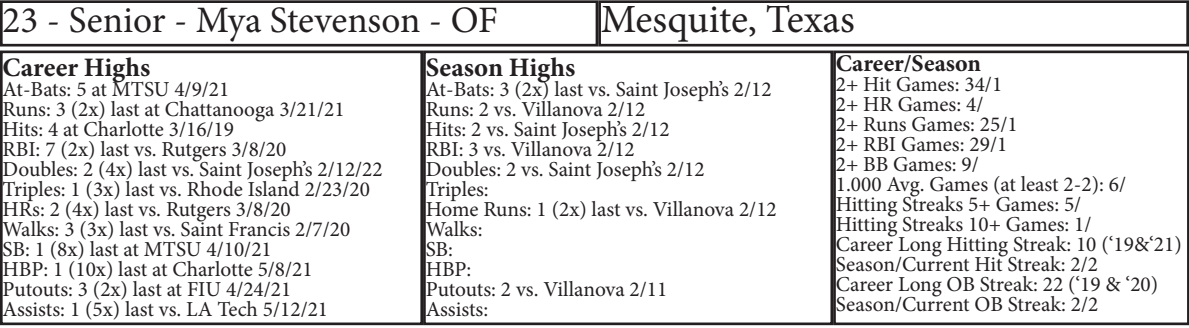 23 - Senior - Mya Stevenson - OF
Mesquite, Texas
Career Highs
At-Bats: 5 at MTSU 4/9/21
Runs: 3 (2x) last at Chattanooga 3/21/21
Hits: 4 at Charlotte 3/16/19
RBI: 7 (2x) last vs. Rutgers 3/8/20
Doubles: 2 (4x) last vs. Saint Joseph's 2/12/22
Triples: 1 (3x) last vs. Rhode Island 2/23/20
HRs: 2 (4x) last vs. Rutgers 3/8/20
Walks: 3 (3x) last vs. Saint Francis 2/7/20
SB: 1 (8x) last at MTSU 4/10/21
HBP: 1 (10x) last at Charlotte 5/8/21
Putouts: 3 (2x) last at FIU 4/24/21
Assists: 1 (5x) last vs. LA Tech 5/12/21
Season Highs
At-Bats: 3 (2x) last vs. Saint Joseph's 2/12
Runs: 2 vs. Villanova 2/12
Hits: 2 vs. Saint Joseph's 2/12
RBI: 3 vs. Villanova 2/12
Doubles: 2 vs. Saint Joseph's 2/12
Triples:
Home Runs: 1 (2x) last vs. Villanova 2/12
Walks:
SB:
HBP:
Putouts: 2 vs. Villanova 2/11
Assists:
Career/Season
2+ Hit Games: 34/1
2+ HR Games: 4/
2+ Runs Games: 25/1
2+ RBI Games: 29/1
2+ BB Games: 9/
1.000 Avg. Games (at least 2-2): 6/
Hitting Streaks 5+ Games: 5/
Hitting Streaks 10+ Games: 1/
Career Long Hitting Streak: 10 (‘19&‘21)
Season/Current Hit Streak: 2/2
Career Long OB Streak: 22 (‘19 & ‘20)
Season/Current OB Streak: 2/2